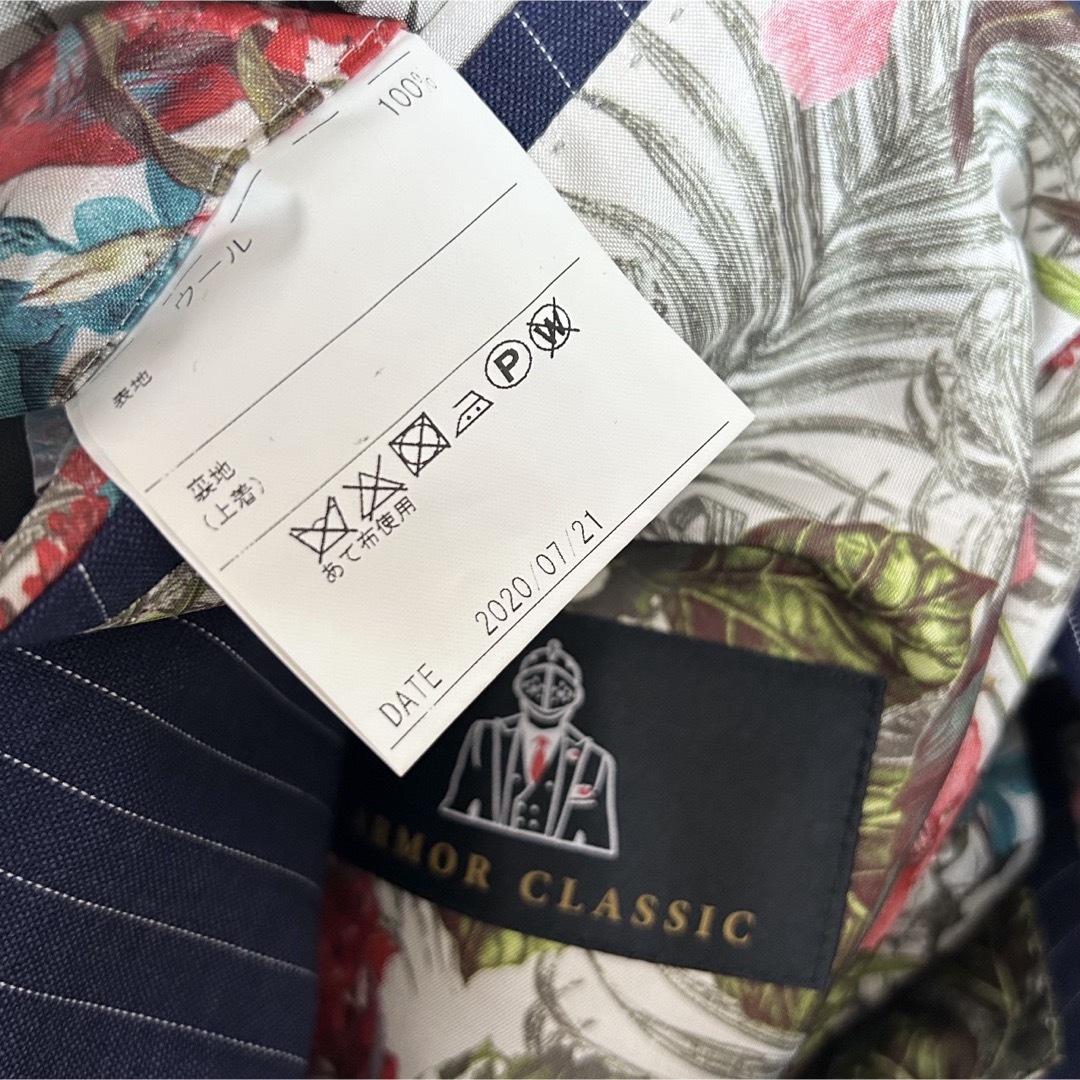 表地 ウール 100%
裏地
(上着)
P W
あて布使用
DATE 2020/07/21
ARMOR CLASSIC